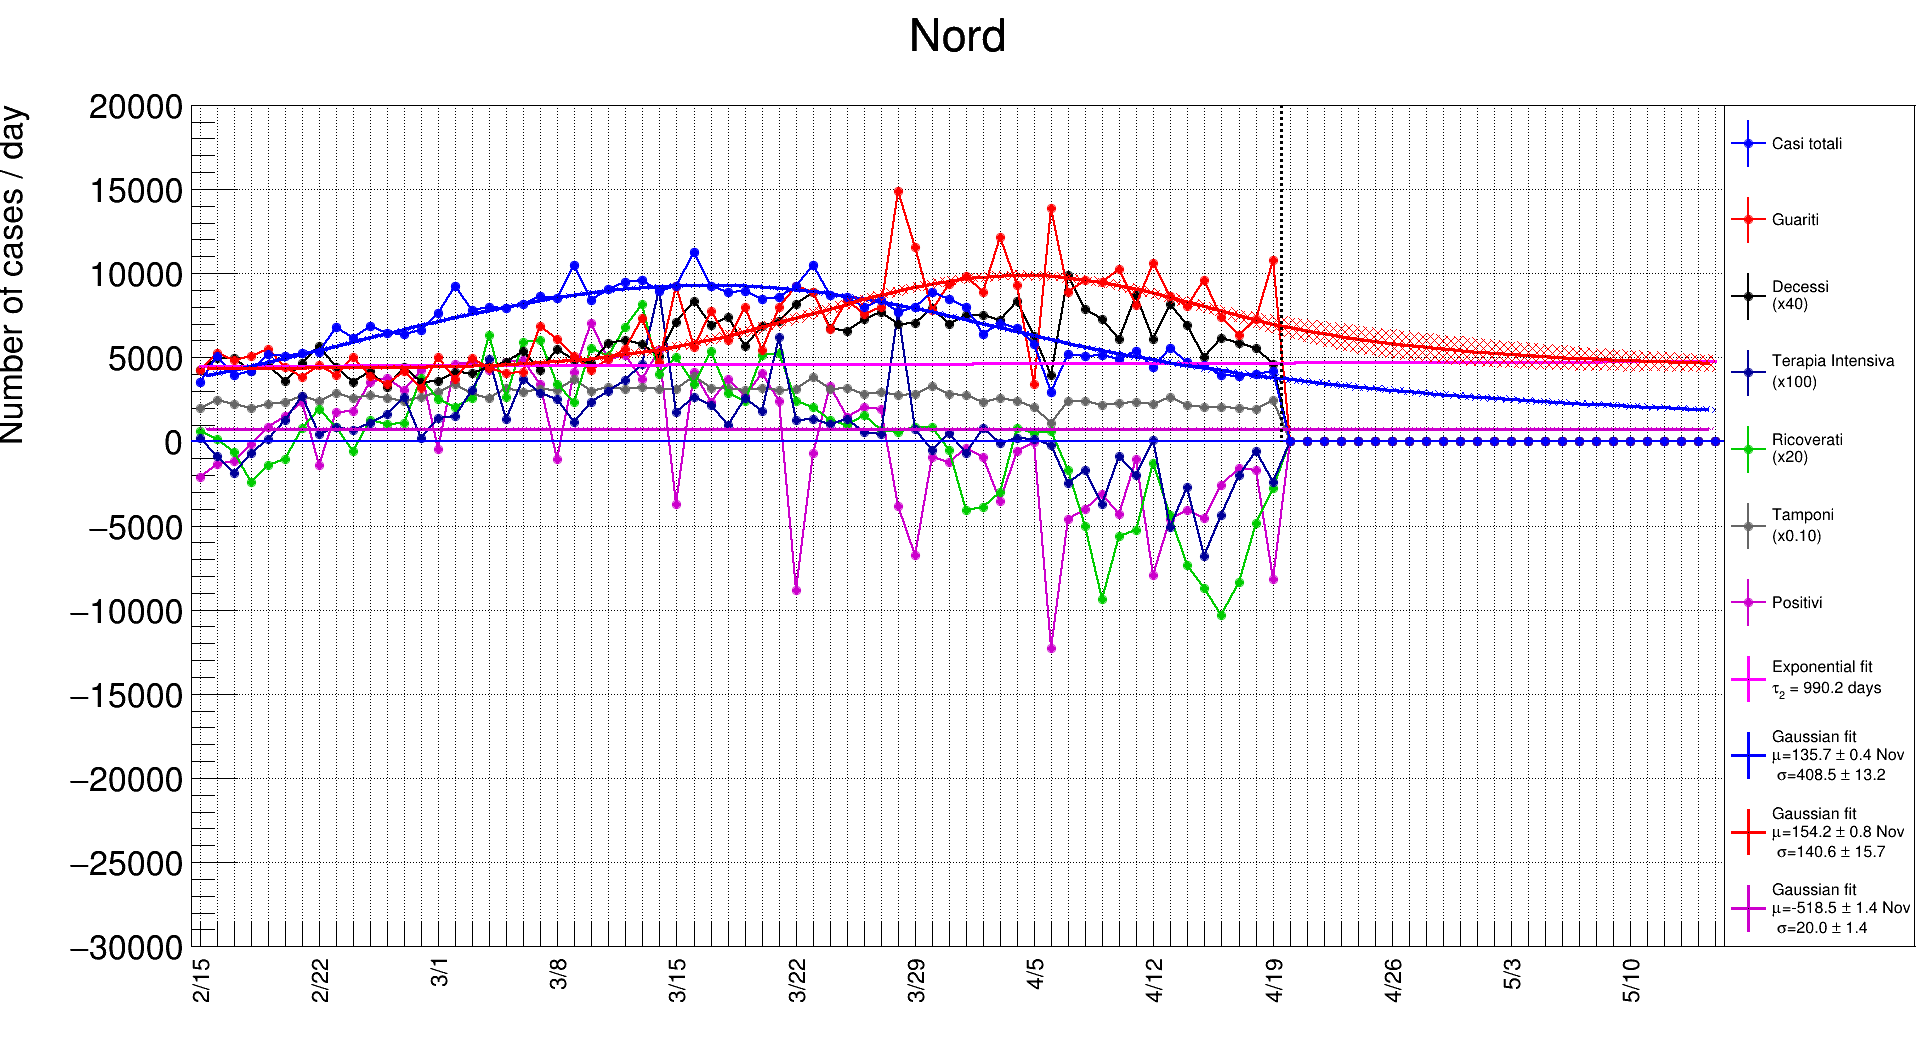 Nord
Number of cases / day
20000
15000
10000
5000
0
−5000
−10000
−15000
−20000
−25000
−30000
2/15
2/22
3/1
3/8
3/15
3/22
3/29
4/5
4/12
4/19
4/26
5/3
5/10
Casi totali
Guariti
Decessi
(x40)
Terapia Intensiva
(x100)
Ricoverati
(x20)
Tamponi
(x0.10)
Positivi
Exponential fit
τ2 = 990.2 days
Gaussian fit
μ=135.7 ± 0.4 Nov
σ=408.5 ± 13.2
Gaussian fit
μ=154.2 ± 0.8 Nov
σ=140.6 ± 15.7
Gaussian fit
μ=-518.5 ± 1.4 Nov
σ=20.0 ± 1.4